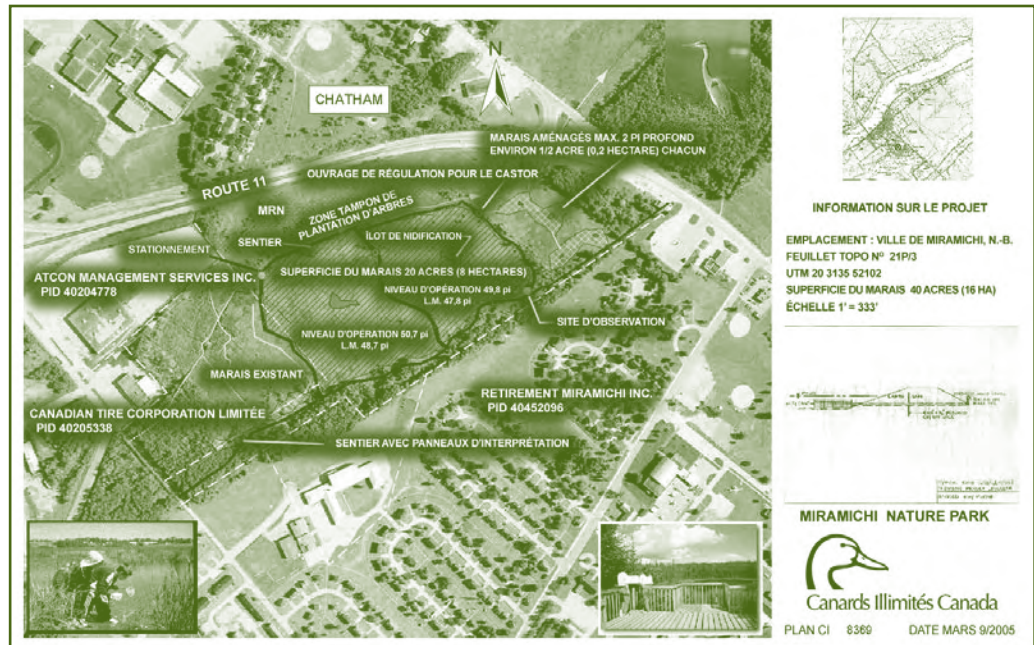 N
CHATHAM
MARAIS AMÉNAGÉS MAX. 2 PI PROFOND
ENVIRON 1/2 ACRE (0,2 HECTARE) CHACUN
ROUTE 11
OUVRAGE DE RÉGULATION POUR LE CASTOR
MRN
ZONE TAMPON DE
PLANTATION D'ARBRES
SENTIER
ÎLOT DE NIDIFICATION
STATIONNEMENT
ATCON MANAGEMENT SERVICES INC.
PID 40204778
SUPERFICIE DU MARAIS 20 ACRES (8 HECTARES)
NIVEAU D'OPÉRATION 49,8 pi
L.M. 47,8 pi
SITE D'OBSERVATION
NIVEAU D'OPÉRATION 50,7 pi
L.M. 48,7 pi
MARAIS EXISTANT
RETIREMENT MIRAMICHI INC.
PID 40452096
CANADIAN TIRE CORPORATION LIMITÉE
PID 40205338
SENTIER AVEC PANNEAUX D'INTERPRÉTATION
INFORMATION SUR LE PROJET
EMPLACEMENT : VILLE DE MIRAMICHI, N.-B.
FEUILLET TOPO Nº 21P/3
UTM 20 3135 52102
SUPERFICIE DU MARAIS 40 ACRES (16 HA)
ÉCHELLE 1' = 333'
MIRAMICHI NATURE PARK
Canards Illimités Canada
PLAN CI 8369 DATE MARS 9/2005